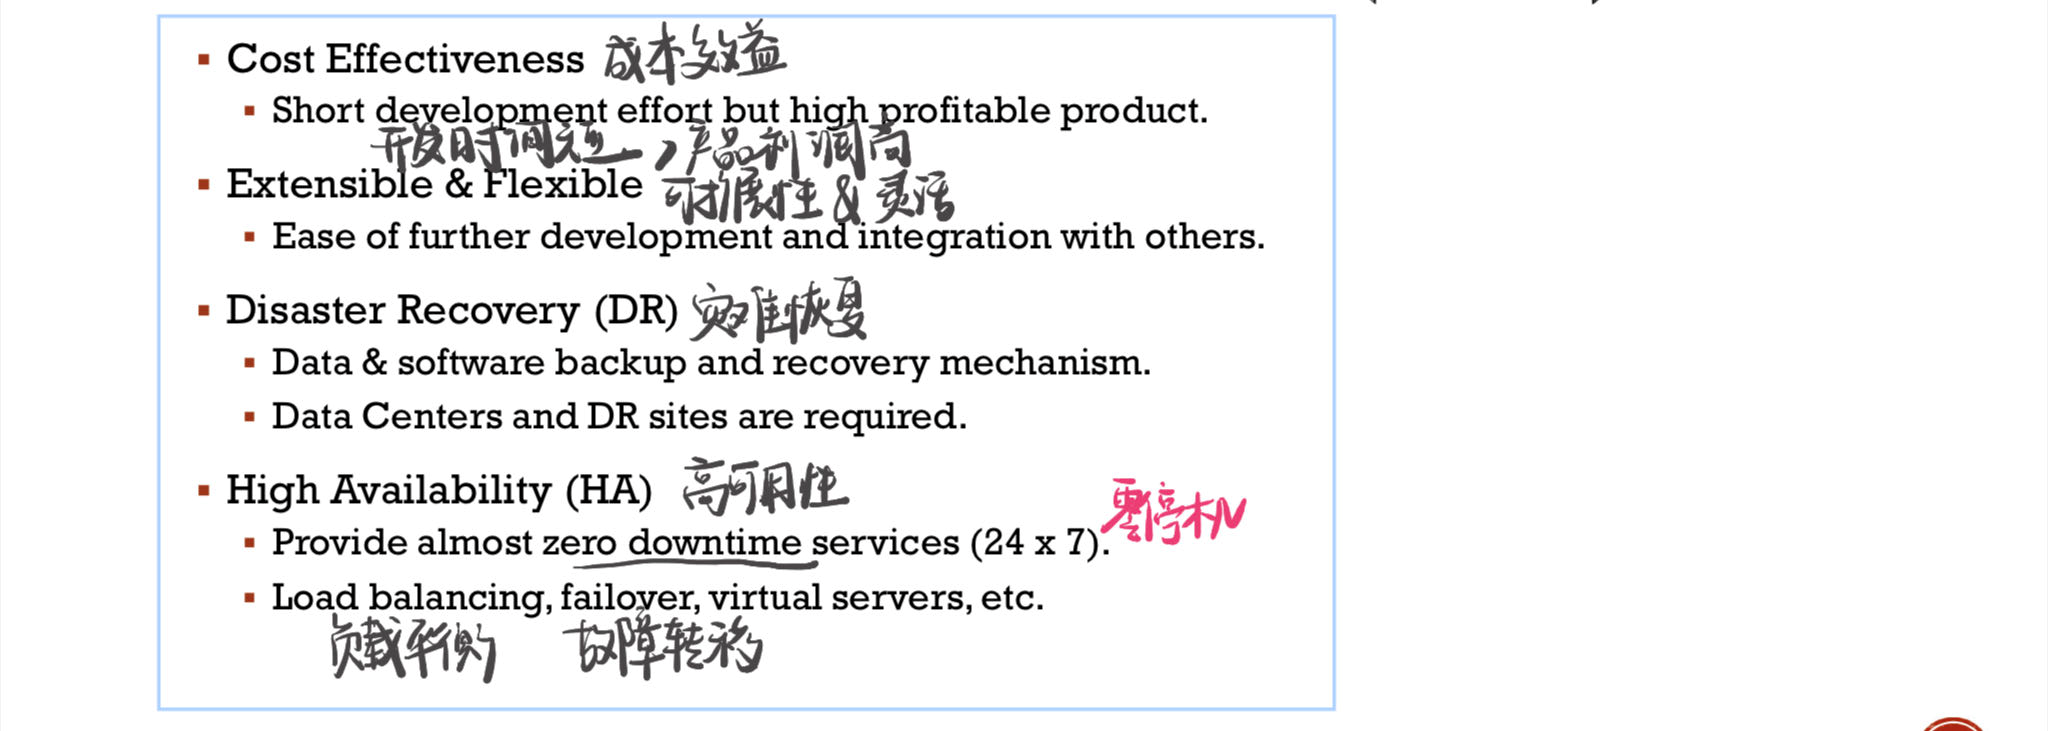 Cost Effectiveness 成本效益
Short development effort but high profitable product.
开发时间短，产品利润高
Extensible & Flexible 可扩展性 & 灵活
Ease of further development and integration with others.
Disaster Recovery (DR) 灾难恢复
Data & software backup and recovery mechanism.
Data Centers and DR sites are required.
High Availability (HA) 高可用性
零停机
Provide almost zero downtime services (24 x 7).
Load balancing, failover, virtual servers, etc.
负载平衡 故障转移